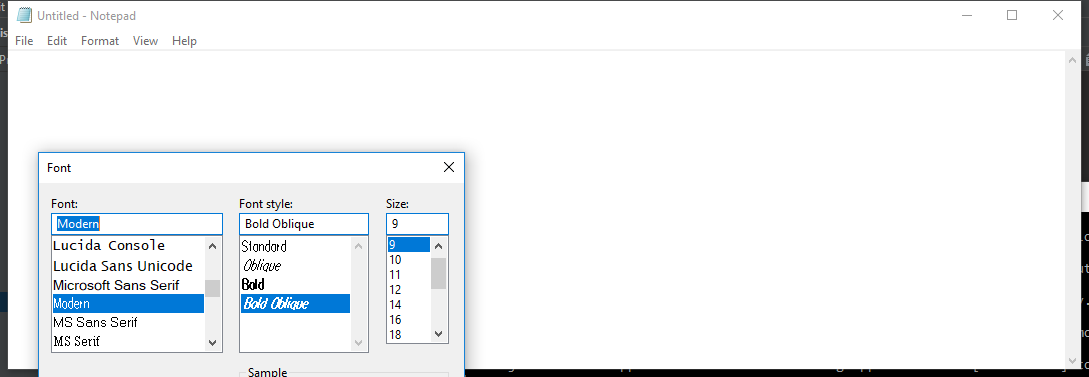 Untitled - Notepad
File Edit Format View Help
Font
Font: Font style: Size:
Modern Bold Oblique 9
Lucida Console
Lucida Sans Unicode
Microsoft Sans Serif
Modern
MS Sans Serif
MS Serif
Standard
Oblique
Bold
Bold Oblique
9
10
11
12
14
16
18
Sample